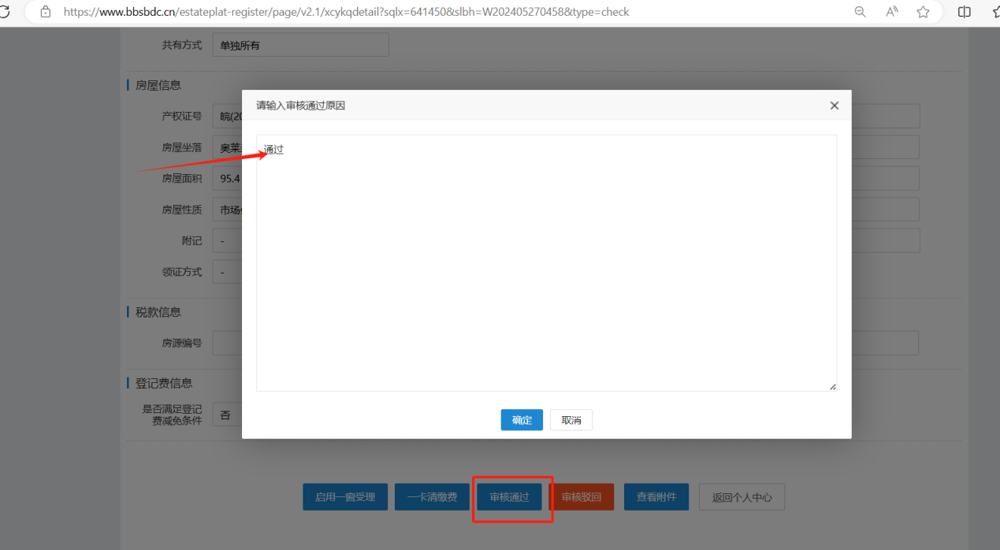 https://www.bbsbdc.cn/estateplat-register/page/v2.1/xcykqdetail?sqlx=641450&slbh=W202405270458&type=check
共有方式 单独所有
房屋信息
请输入审核通过原因
产权证号 皖(20
通过
房屋坐落 奥莱
房屋面积 95.4
房屋性质 市场
附记 -
领证方式 -
税款信息
房源编号
登记费信息
是否满足登记
费减免条件 否
确定 取消
启用一窗受理 一卡清缴费 审核通过 审核驳回 查看附件 返回个人中心